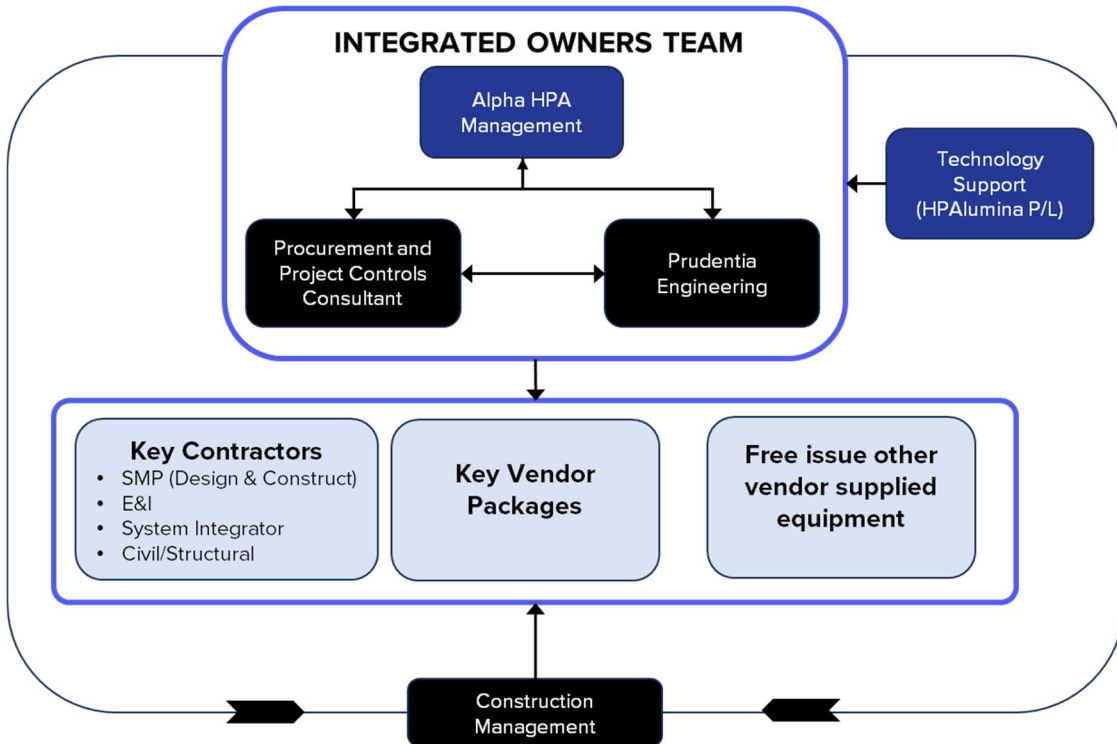 INTEGRATED OWNERS TEAM
Alpha HPA
Management
Technology
Support
(HPAlumina P/L)
Procurement and
Project Controls
Consultant
Prudentia
Engineering
Key Contractors
• SMP (Design & Construct)
• E&I
• System Integrator
• Civil/Structural
Key Vendor
Packages
Free issue other
vendor supplied
equipment
Construction
Management